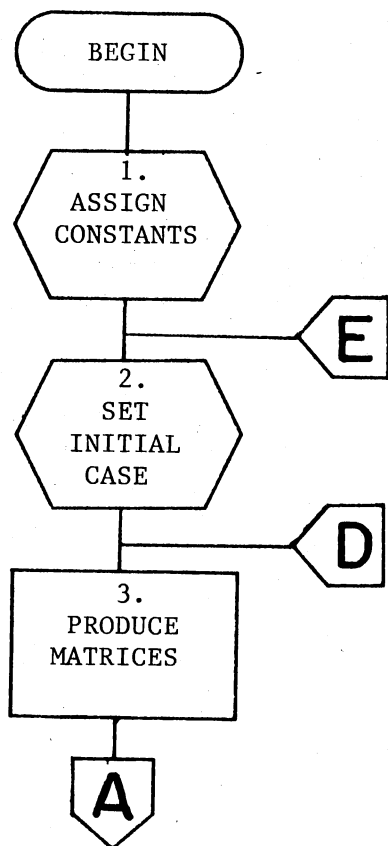 BEGIN
1.
ASSIGN
CONSTANTS
E
2.
SET
INITIAL
CASE
D
3.
PRODUCE
MATRICES
A